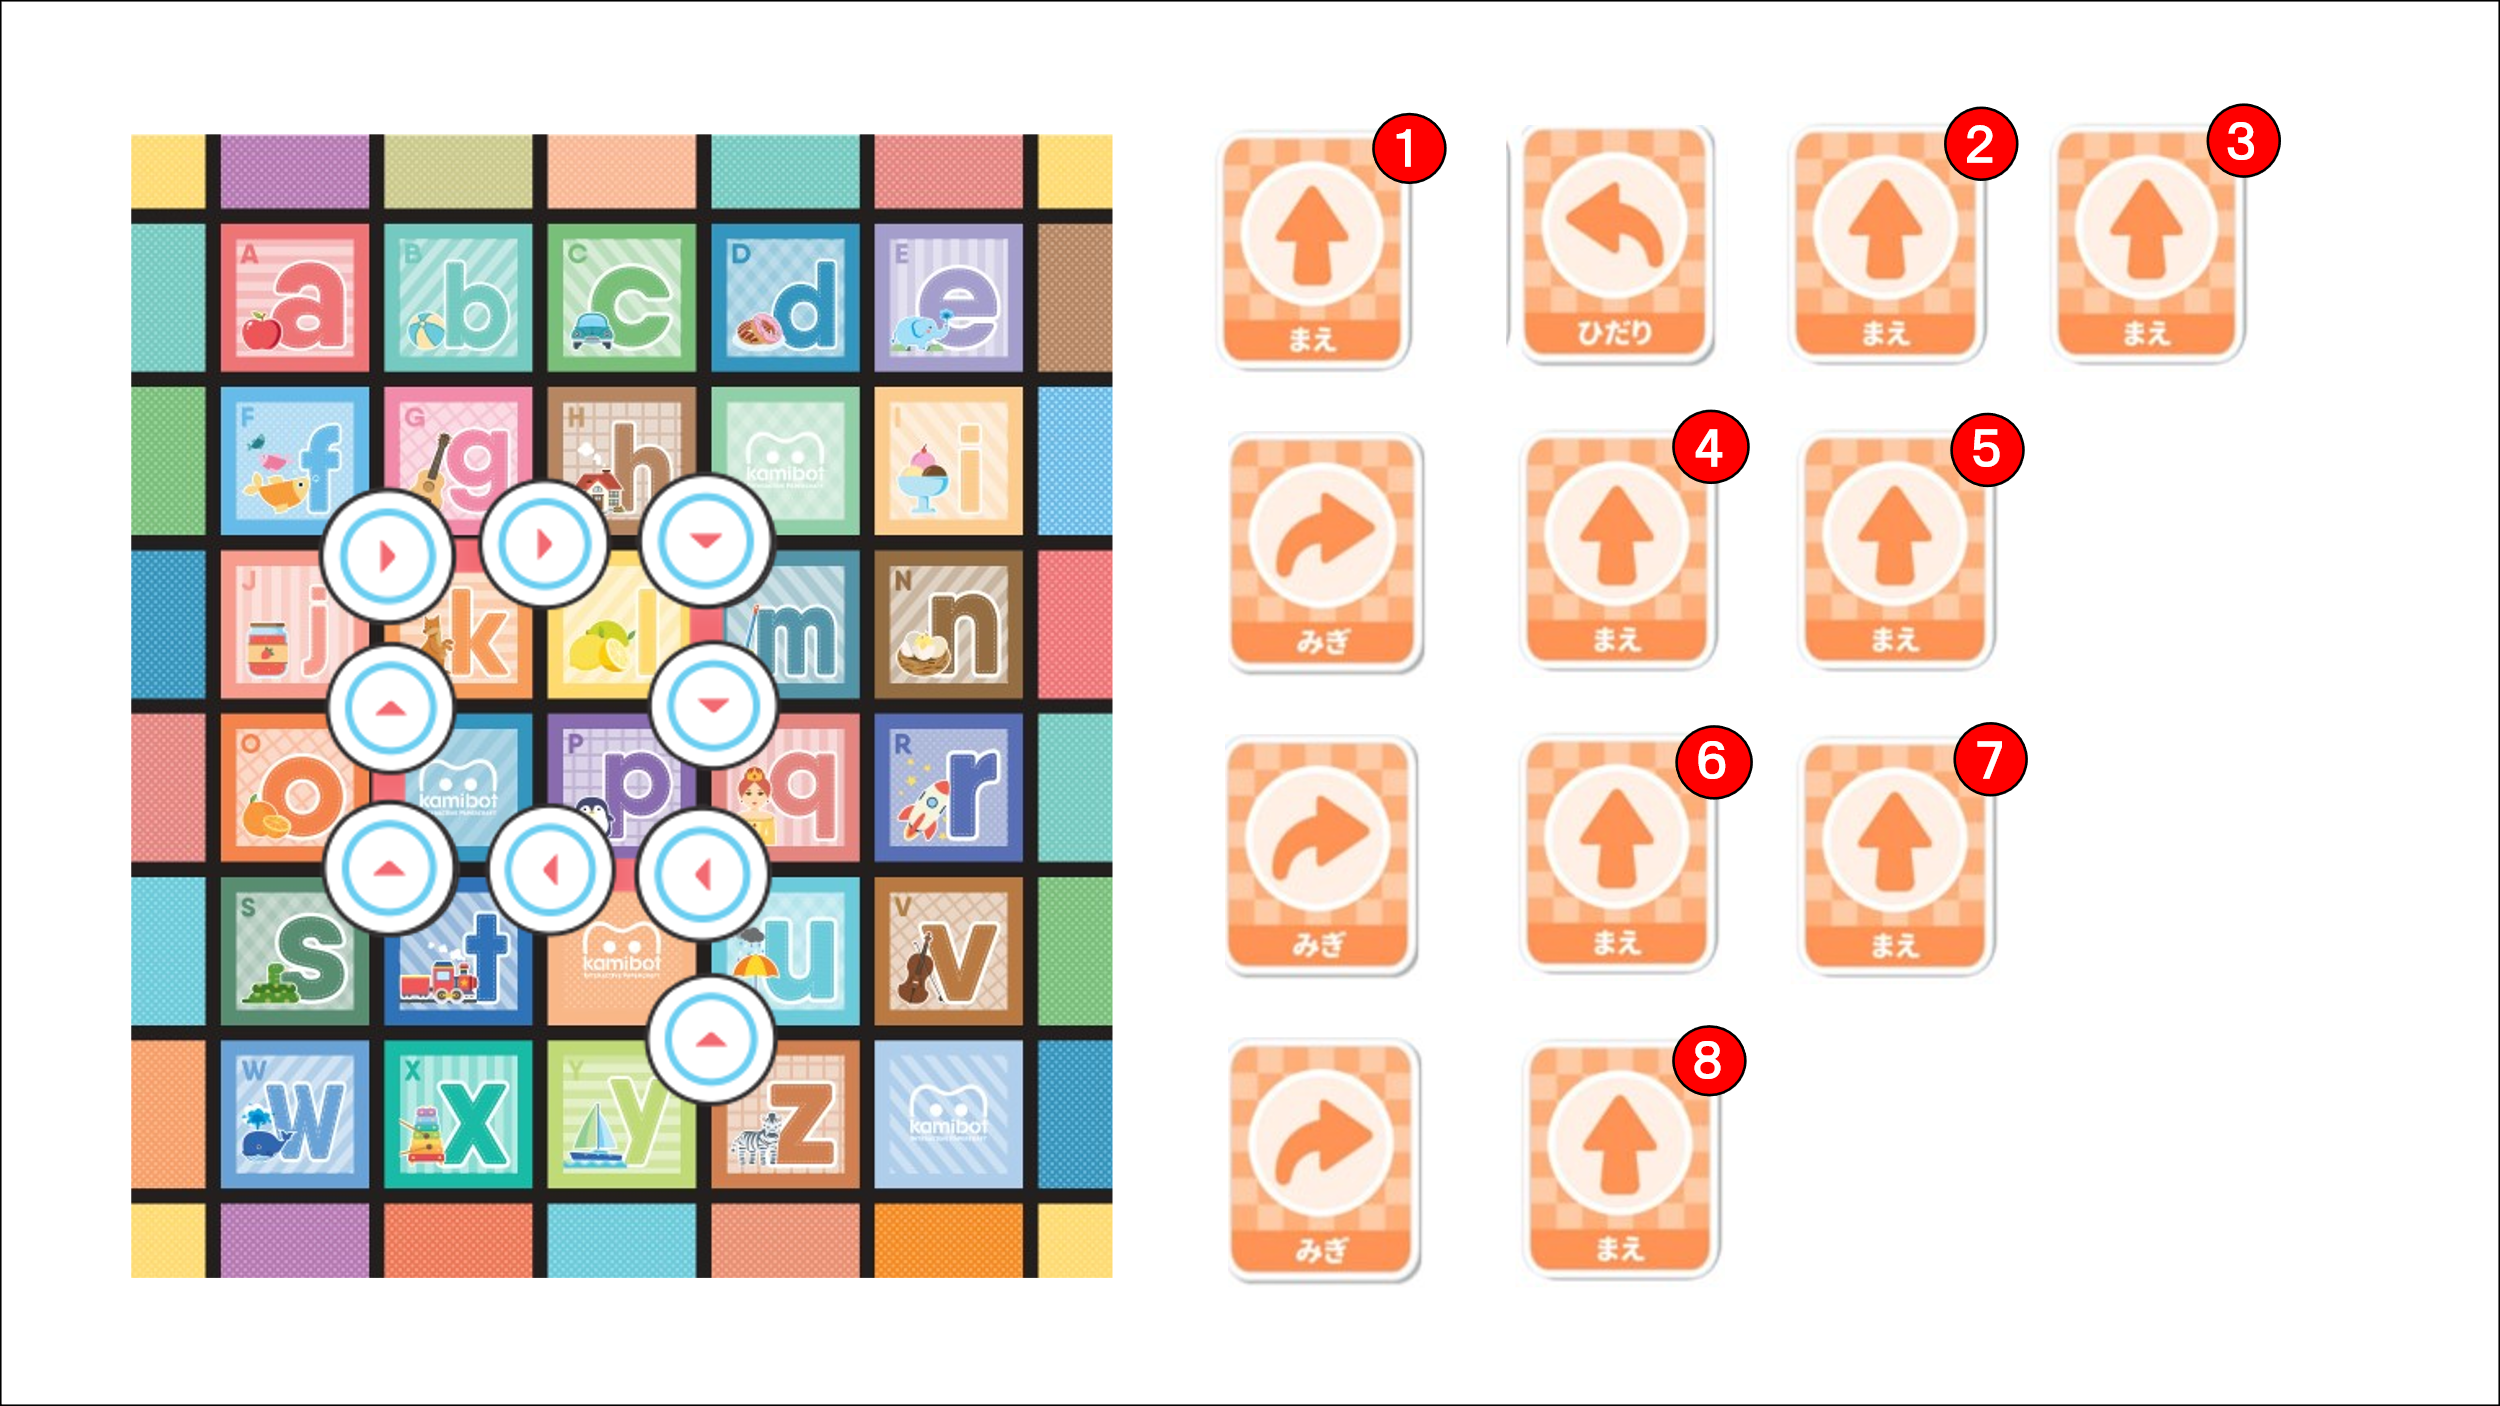 A a B b C c D d E e
F f G g H h kamibot I i
J j k l m N n
O o kamibot P p q R r
S s t kamibot u V v
W w X x Y y z kamibot
1 まえ ひだり 2 まえ 3 まえ
みぎ 4 まえ 5 まえ
みぎ 6 まえ 7 まえ
みぎ 8 まえ